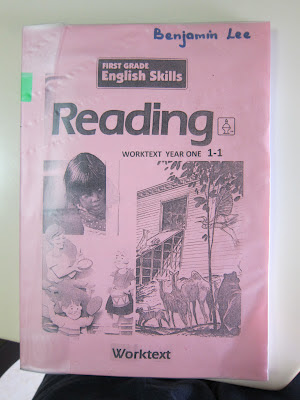 Benjamin Lee
FIRST GRADE
English Skills
Reading
WORKTEXT YEAR ONE 1-1
Worktext